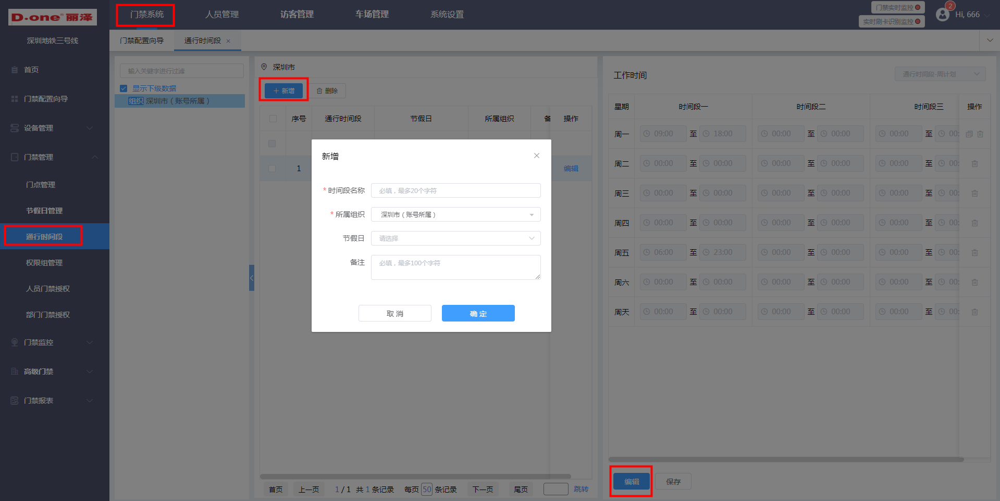 D.one®丽泽
深圳地铁三号线
首页
门禁配置向导
设备管理
门禁管理
门点管理
节假日管理
通行时间段
权限组管理
人员门禁授权
部门门禁授权
门禁监控
高级门禁
门禁报表
门禁系统 人员管理 访客管理 车场管理 系统设置
门禁实时监控
实时刷卡识别监控
2
Hi, 666
门禁配置向导 通行时间段 ×
输入关键字进行过滤
显示下级数据
组织 深圳市（账号所属）
深圳市
+ 新增 删除
序号 通行时间段 节假日 所属组织 备 操作
1 编辑
新增 ×
* 时间段名称 必填，最多20个字符
* 所属组织 深圳市（账号所属）
节假日 请选择
备注 必填，最多100个字符
取 消 确 定
首页 上一页 1 / 1 共 1 条记录 每页 50 条记录 下一页 尾页 跳转
工作时间 通行时间段-周计划
星期 时间段一 时间段二 时间段三 操作
周一 09:00 至 18:00 00:00 至 00:00 00:00 至 00:
周二 00:00 至 00:00 00:00 至 00:00 00:00 至 00:
周三 00:00 至 00:00 00:00 至 00:00 00:00 至 00:
周四 00:00 至 00:00 00:00 至 00:00 00:00 至 00:
周五 06:00 至 23:00 00:00 至 00:00 00:00 至 00:
周六 00:00 至 00:00 00:00 至 00:00 00:00 至 00:
周天 00:00 至 00:00 00:00 至 00:00 00:00 至 00:
编辑 保存